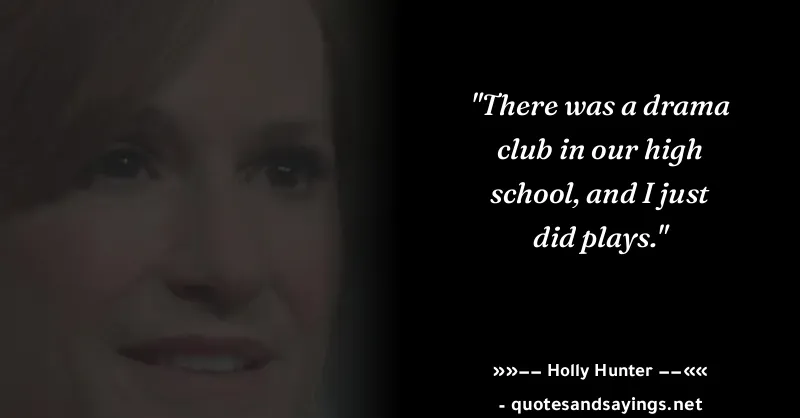 "There was a drama
club in our high
school, and I just
did plays."
»»−− Holly Hunter −−««
- quotesandsayings.net